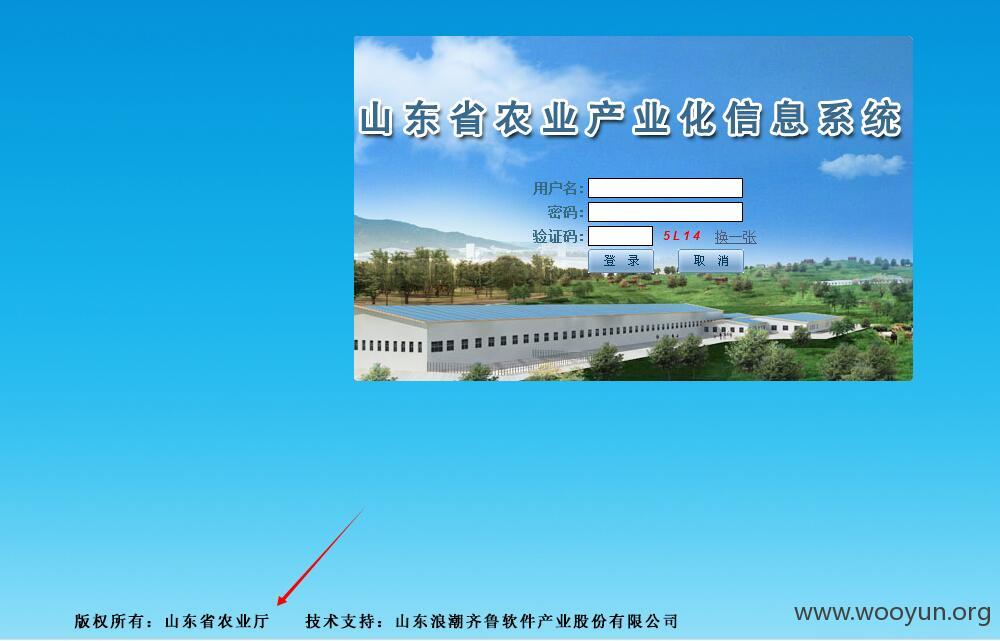 山东省农业产业化信息系统
用户名:
密码:
验证码: 5L14 换一张
登 录 取 消
版权所有：山东省农业厅 技术支持：山东浪潮齐鲁软件产业股份有限公司
www.wooyun.org